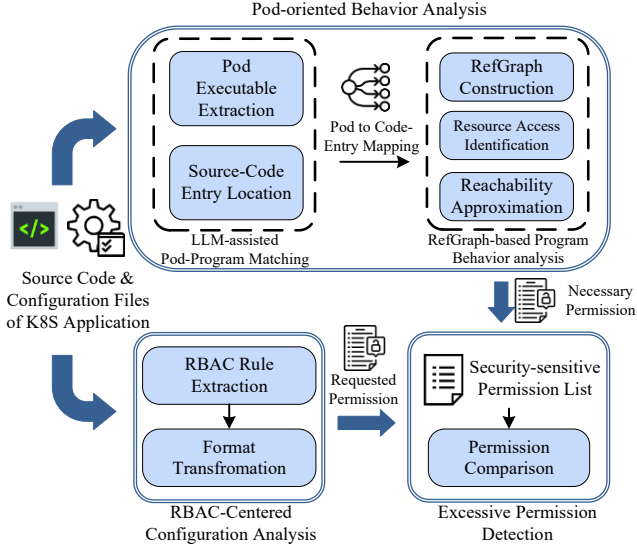 Pod-oriented Behavior Analysis
Pod
Executable
Extraction
Source-Code
Entry Location
LLM-assisted
Pod-Program Matching
Pod to Code-
Entry Mapping
RefGraph
Construction
Resource Access
Identification
Reachability
Approximation
RefGraph-based Program
Behavior analysis
</>
Source Code &
Configuration Files
of K8S Application
Necessary
Permission
RBAC Rule
Extraction
Format
Transfromation
RBAC-Centered
Configuration Analysis
Requested
Permission
Security-sensitive
Permission List
Permission
Comparison
Excessive Permission
Detection